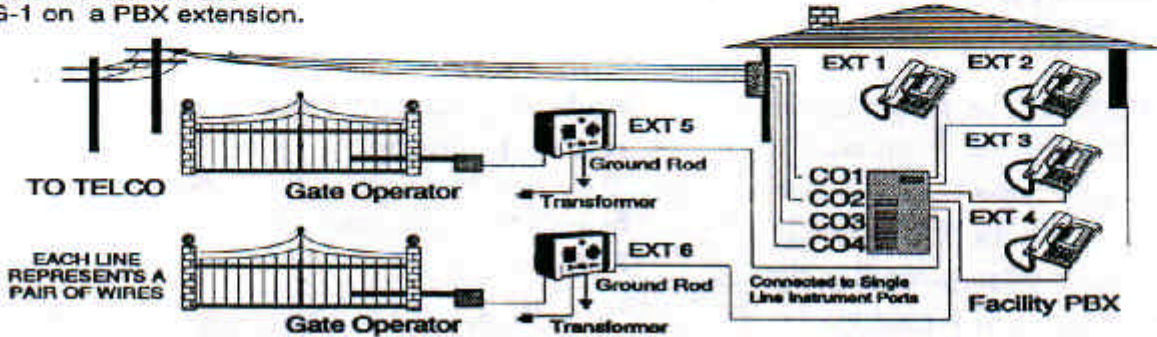 G-1 on a PBX extension.
EXT 1
EXT 2
EXT 5
EXT 3
Ground Rod
TO TELCO
Gate Operator
Transformer
CO1
CO2
CO3
CO4
EXT 4
EACH LINE
REPRESENTS A
PAIR OF WIRES
EXT 6
Ground Rod
Connected to Single
Line Instrument Ports
Facility PBX
Gate Operator
Transformer